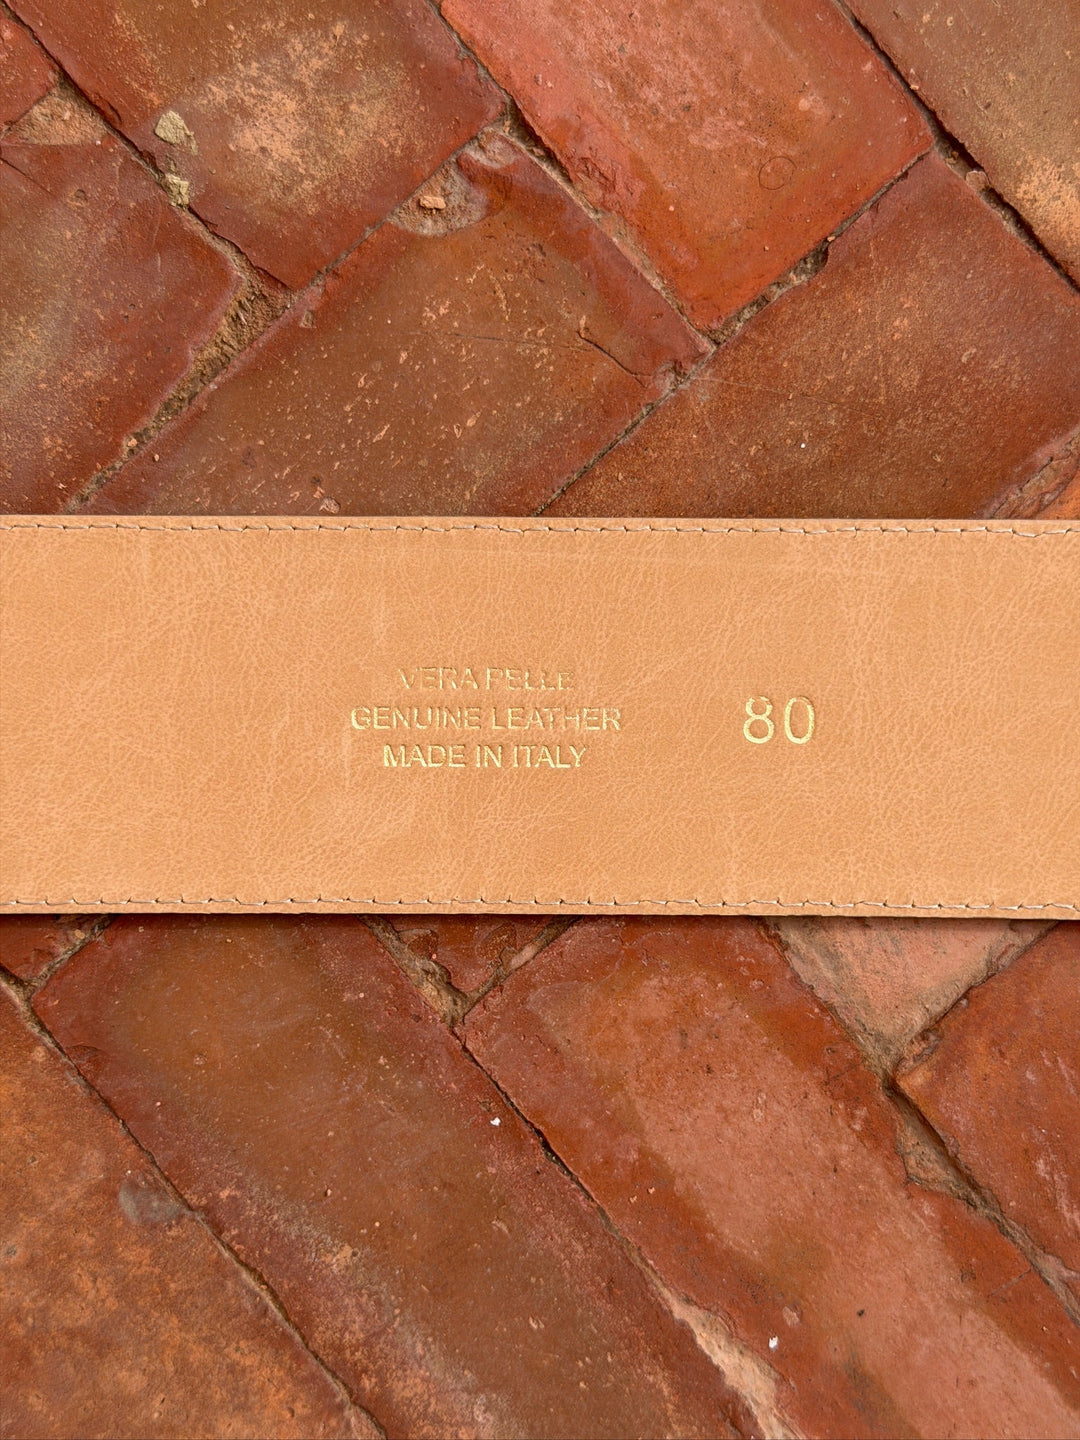 VERA PELLE
GENUINE LEATHER
MADE IN ITALY
80